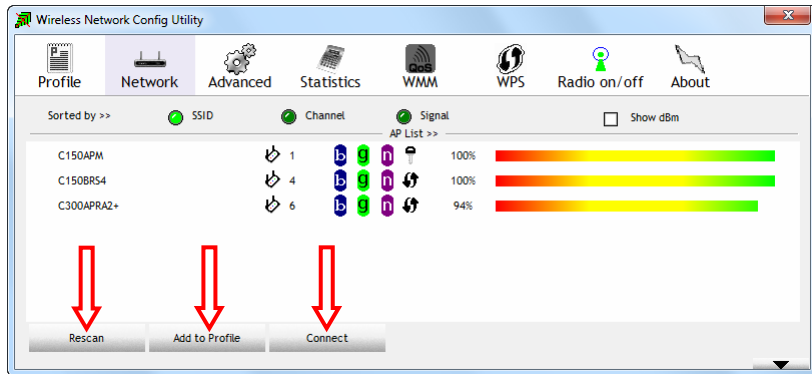 Wireless Network Config Utility
x
Profile Network Advanced Statistics QoS WMM WPS Radio on/off About
Sorted by >> SSID Channel Signal Show dBm
AP List >>
C150APM 1 b g n 100%
C150BRS4 4 b g n 100%
C300APRA2+ 6 b g n 94%
Rescan Add to Profile Connect